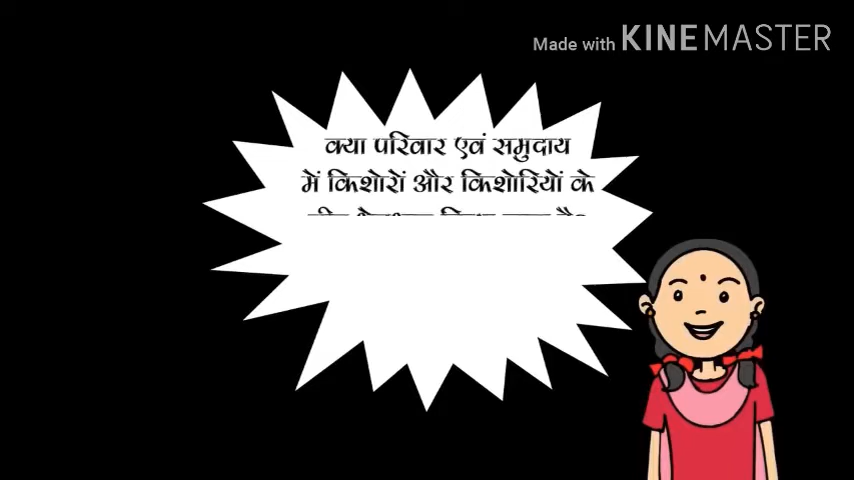 Made with KINEMASTER
क्या परिवार एवं समुदाय
में किशोरों और किशोरियों के